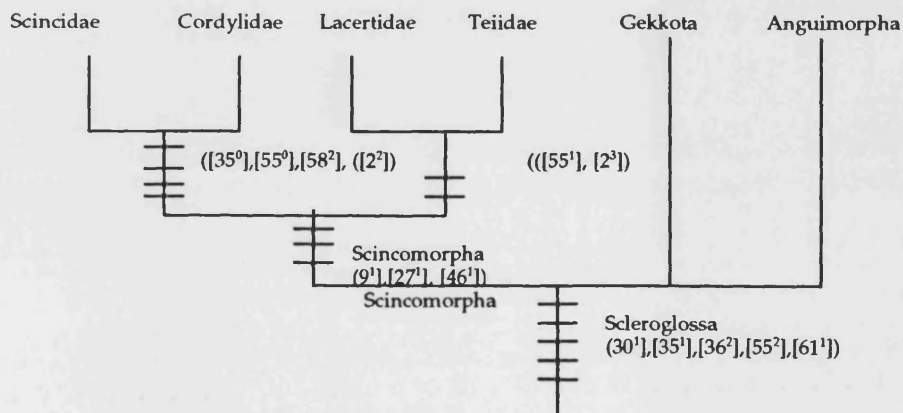 Scincidae Cordylidae Lacertidae Teiidae Gekkota Anguimorpha
([35⁰],[55⁰],[58²], ([2²]) (([55¹], [2³])
Scincomorpha
(9¹],[27¹], [46¹])
Scincomorpha
Scleroglossa
(30¹],[35¹],[36²],[55²],[61¹])